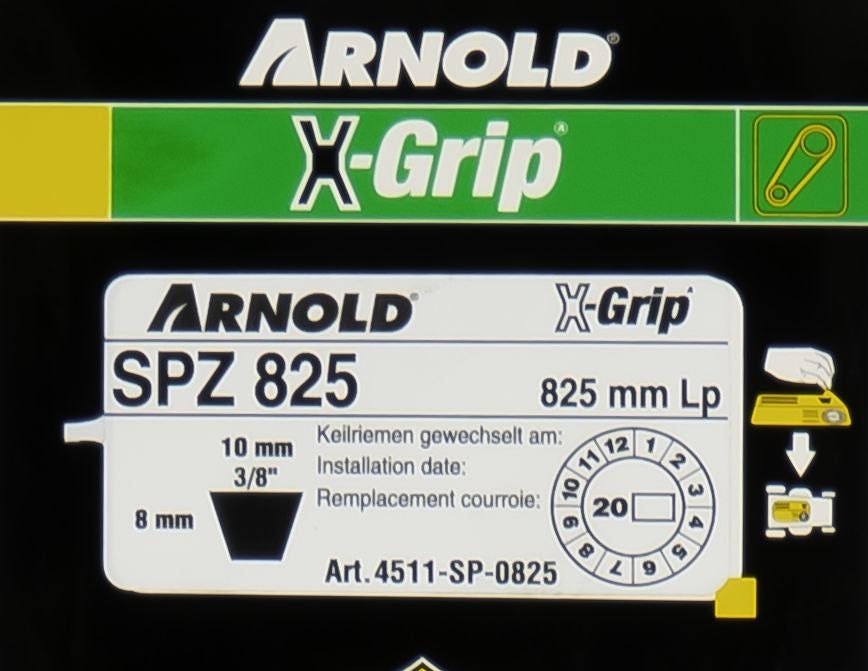 ARNOLD®
X-Grip
ARNOLD®
X-Grip
SPZ 825
825 mm Lp
10 mm
3/8"
8 mm
Keilriemen gewechselt am:
Installation date:
Remplacement courroie:
12 1 2 3 4 5 6 7 8 9 10 11
20
Art. 4511-SP-0825